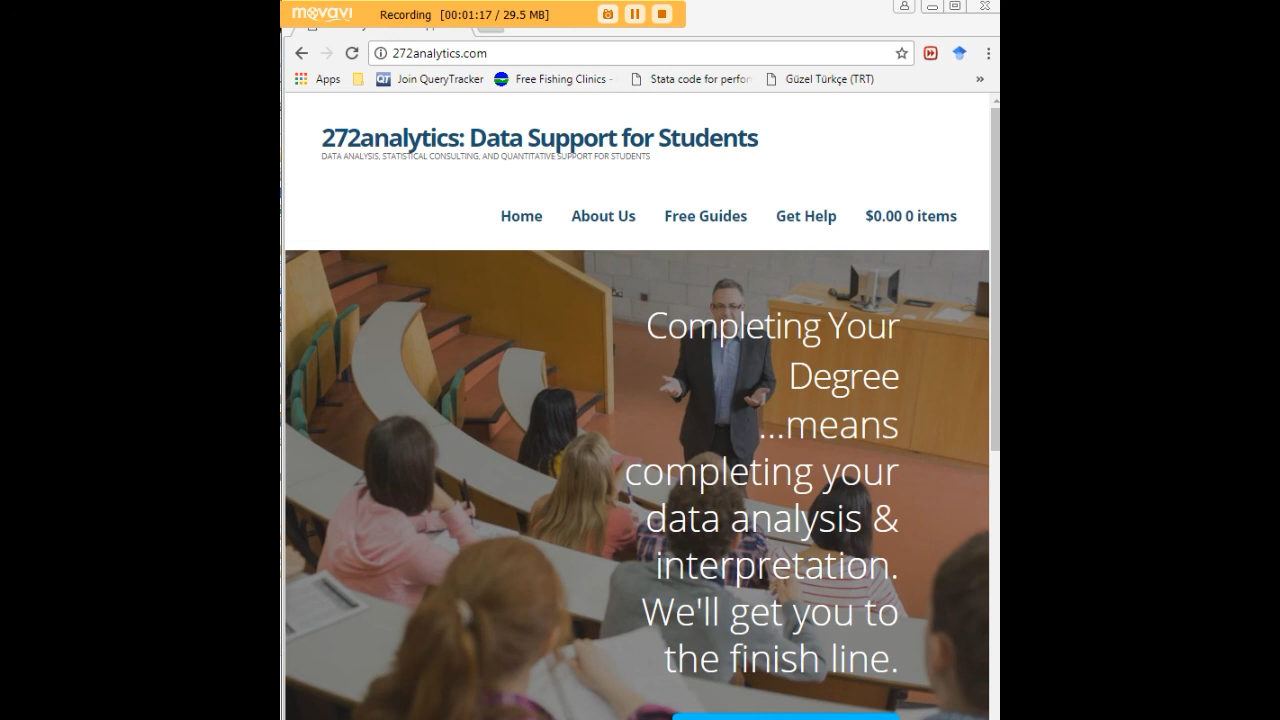 movavi Recording [00:01:17 / 29.5 MB]
272analytics.com
Apps Join QueryTracker Free Fishing Clinics - Stata code for perfor Güzel Türkçe (TRT) »
272analytics: Data Support for Students
DATA ANALYSIS, STATISTICAL CONSULTING, AND QUANTITATIVE SUPPORT FOR STUDENTS
Home About Us Free Guides Get Help $0.00 0 items
Completing Your
Degree
...means
completing your
data analysis &
interpretation.
We'll get you to
the finish line.